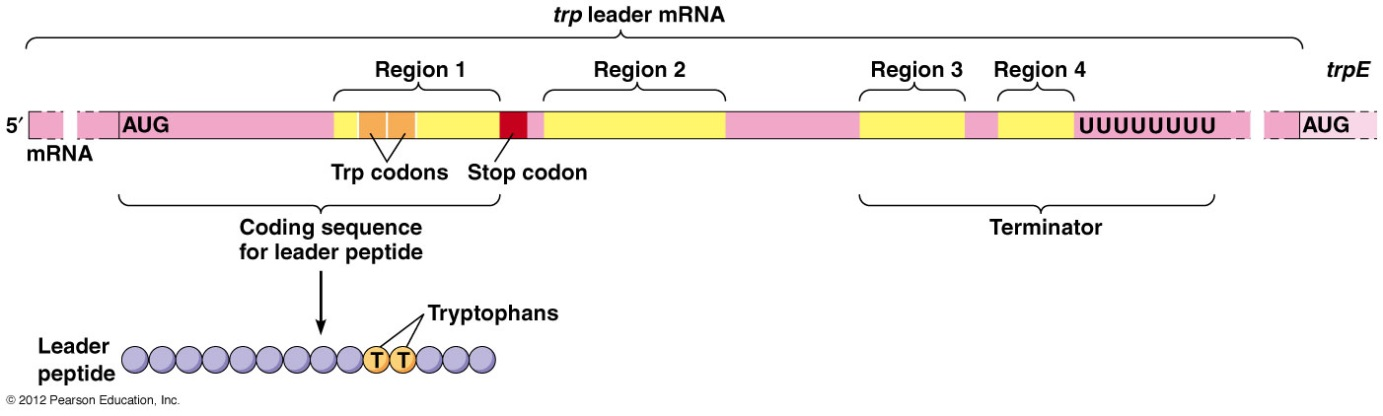 trp leader mRNA
Region 1 Region 2 Region 3 Region 4 trpE
5′ AUG UUUUUUUU AUG
mRNA
Trp codons Stop codon
Coding sequence
for leader peptide
Terminator
Tryptophans
Leader
peptide
T T
© 2012 Pearson Education, Inc.